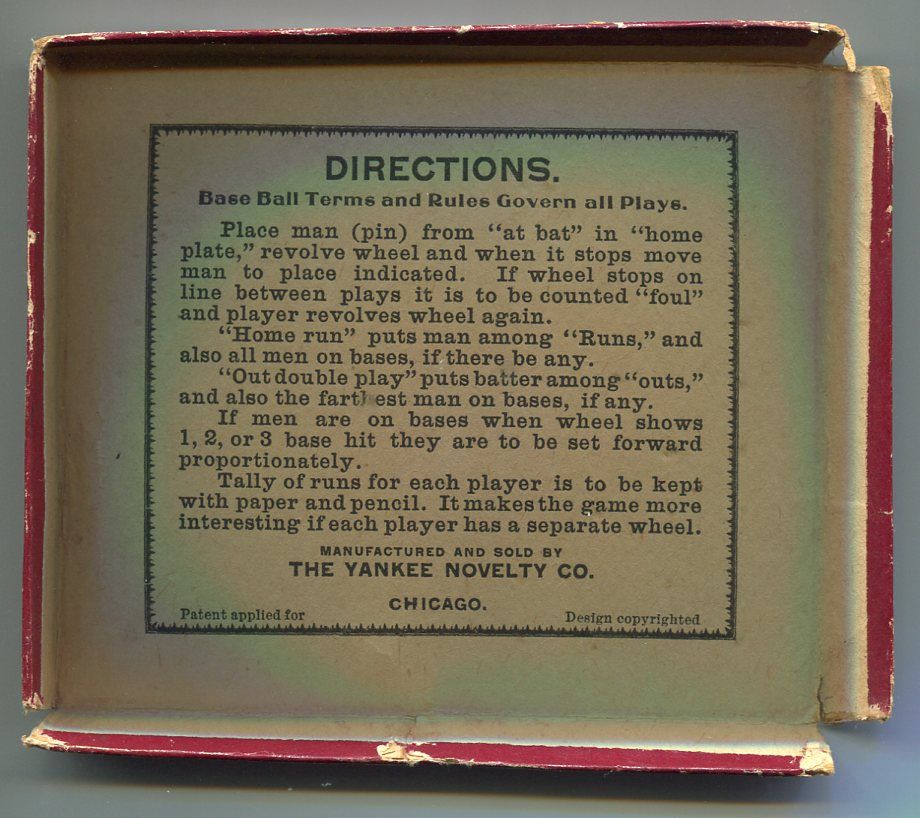 DIRECTIONS.
Base Ball Terms and Rules Govern all Plays.
Place man (pin) from “at bat” in “home
plate,” revolve wheel and when it stops move
man to place indicated. If wheel stops on
line between plays it is to be counted “foul”
and player revolves wheel again.
“Home run” puts man among “Runs,” and
also all men on bases, if there be any.
“Out double play” puts batter among “outs,”
and also the farthest man on bases, if any.
If men are on bases when wheel shows
1, 2, or 3 base hit they are to be set forward
proportionately.
Tally of runs for each player is to be kept
with paper and pencil. It makes the game more
interesting if each player has a separate wheel.
MANUFACTURED AND SOLD BY
THE YANKEE NOVELTY CO.
CHICAGO.
Patent applied for Design copyrighted